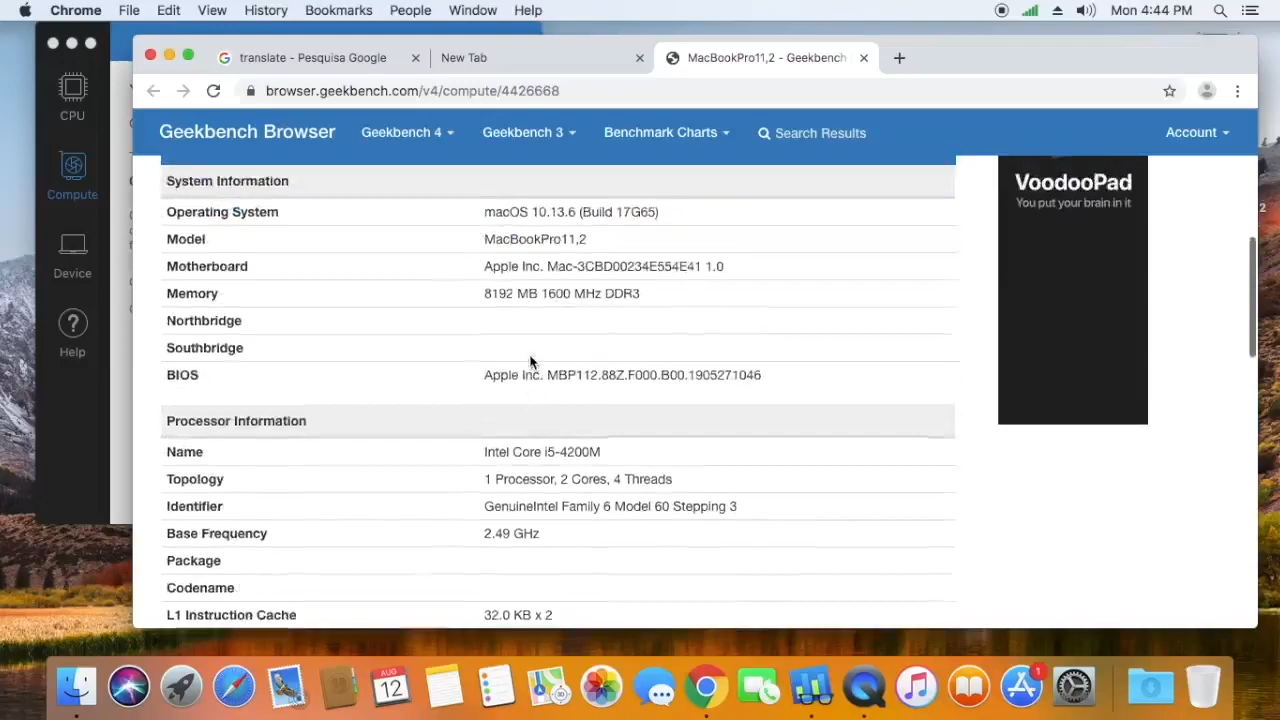 Chrome File Edit View History Bookmarks People Window Help Mon 4:44 PM
translate - Pesquisa Google New Tab MacBookPro11,2 - Geekbench
browser.geekbench.com/v4/compute/4426668
Geekbench Browser Geekbench 4 Geekbench 3 Benchmark Charts Search Results Account
CPU
Compute
Device
Help
System Information
Operating System macOS 10.13.6 (Build 17G65)
Model MacBookPro11,2
Motherboard Apple Inc. Mac-3CBD00234E554E41 1.0
Memory 8192 MB 1600 MHz DDR3
Northbridge
Southbridge
BIOS Apple Inc. MBP112.88Z.F000.B00.1905271046
Processor Information
Name Intel Core i5-4200M
Topology 1 Processor, 2 Cores, 4 Threads
Identifier GenuineIntel Family 6 Model 60 Stepping 3
Base Frequency 2.49 GHz
Package
Codename
L1 Instruction Cache 32.0 KB x 2
VoodooPad
You put your brain in it
2
AUG
12
1